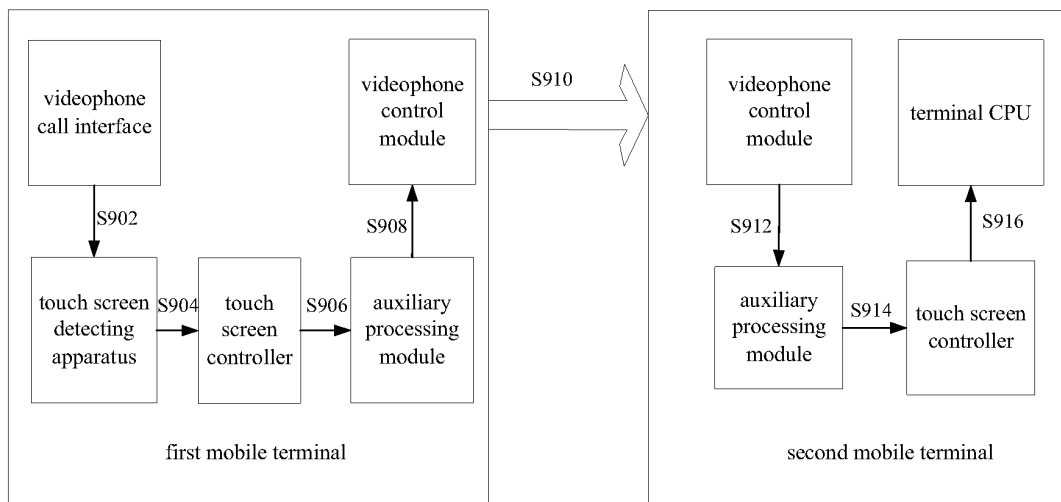 videophone
call interface
S902
touch screen
detecting
apparatus
S904
touch
screen
controller
S906
auxiliary
processing
module
S908
videophone
control
module
first mobile terminal
S910
videophone
control
module
S912
auxiliary
processing
module
S914
touch screen
controller
S916
terminal CPU
second mobile terminal